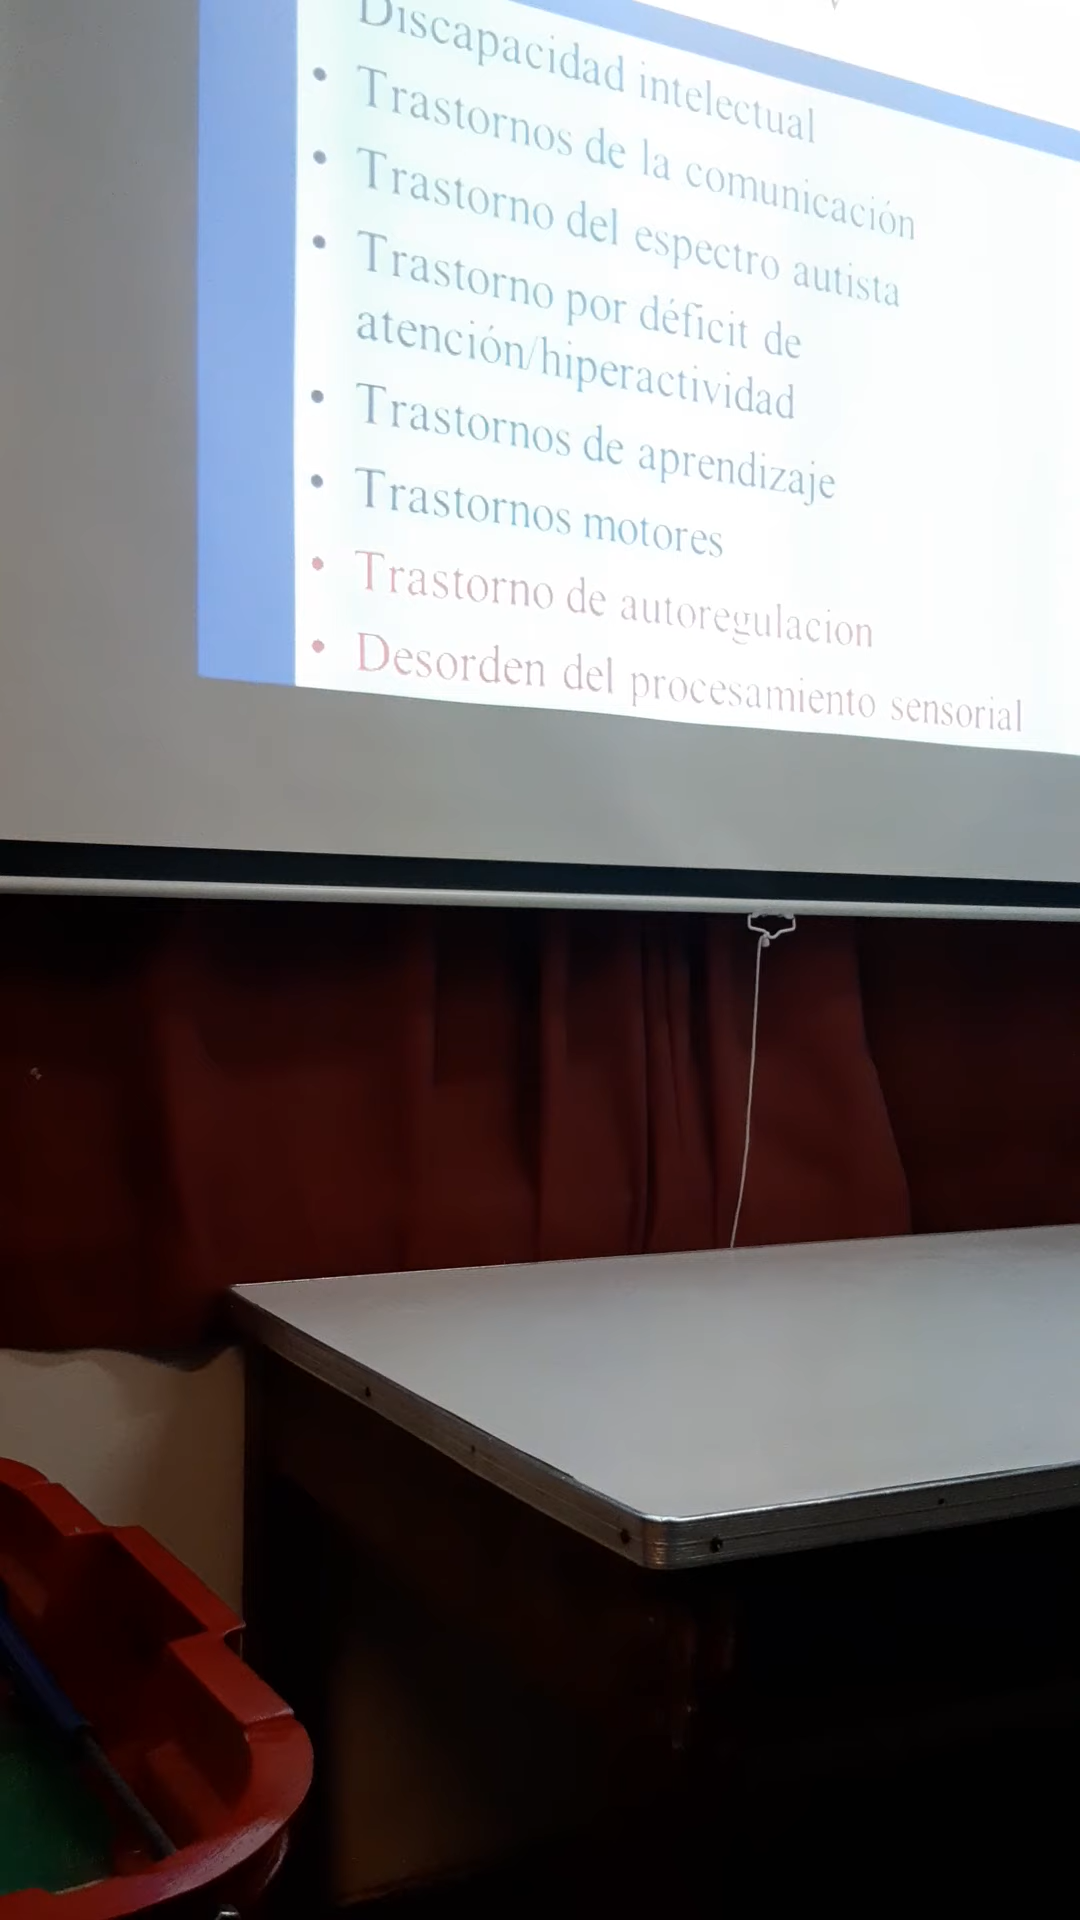 Discapacidad intelectual
• Trastornos de la comunicación
• Trastorno del espectro autista
• Trastorno por déficit de
atención/hiperactividad
• Trastornos de aprendizaje
• Trastornos motores
• Trastorno de autoregulacion
• Desorden del procesamiento sensorial